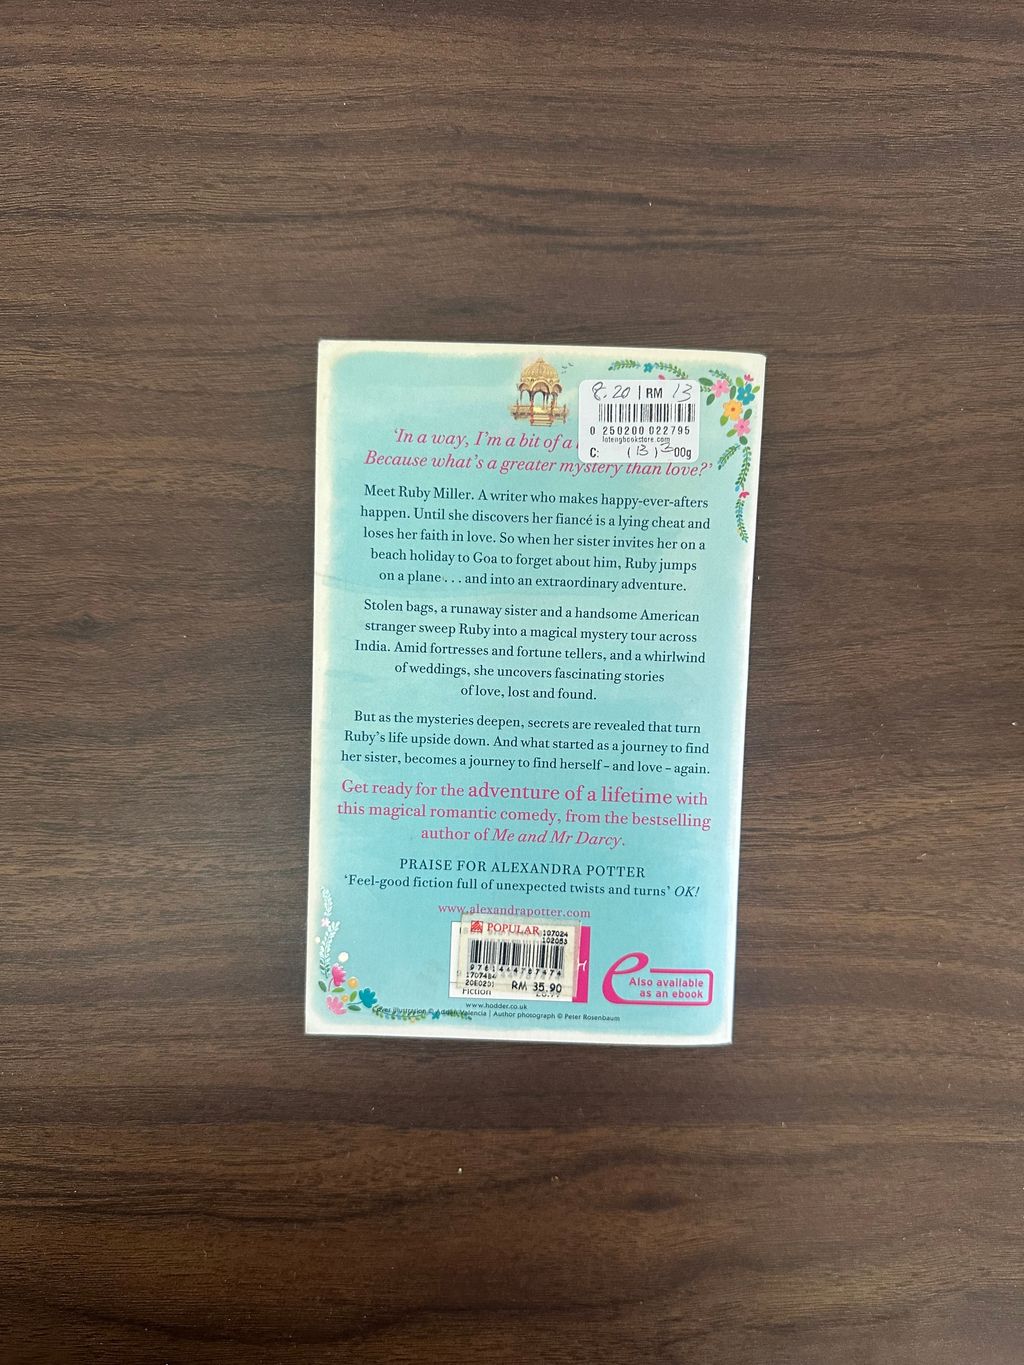 8.20 | RM 13
0 250200 022795
lotengbookstore.com
C: (13) 300g
‘In a way, I’m a bit of a
Because what’s a greater mystery than love?’
Meet Ruby Miller. A writer who makes happy-ever-afters
happen. Until she discovers her fiancé is a lying cheat and
loses her faith in love. So when her sister invites her on a
beach holiday to Goa to forget about him, Ruby jumps
on a plane . . . and into an extraordinary adventure.
Stolen bags, a runaway sister and a handsome American
stranger sweep Ruby into a magical mystery tour across
India. Amid fortresses and fortune tellers, and a whirlwind
of weddings, she uncovers fascinating stories
of love, lost and found.
But as the mysteries deepen, secrets are revealed that turn
Ruby’s life upside down. And what started as a journey to find
her sister, becomes a journey to find herself – and love – again.
Get ready for the adventure of a lifetime with
this magical romantic comedy, from the bestselling
author of Me and Mr Darcy.
PRAISE FOR ALEXANDRA POTTER
‘Feel-good fiction full of unexpected twists and turns’ OK!
www.alexandrapotter.com
POPULAR 107024
102053
Also available
as an ebook
RM 35.90
Fiction
www.hodder.co.uk
Cover illustration © Valencia | Author photograph © Peter Rosenbaum